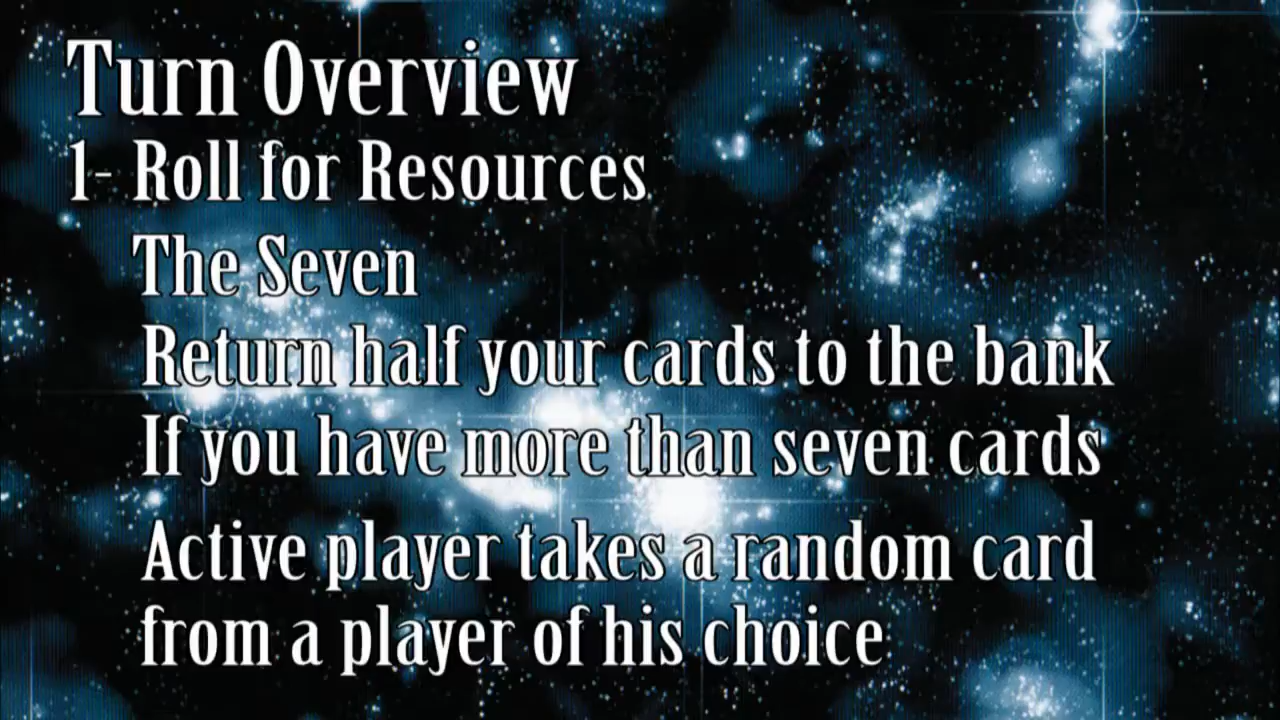 Turn Overview
1- Roll for Resources
The Seven
Return half your cards to the bank
If you have more than seven cards
Active player takes a random card
from a player of his choice